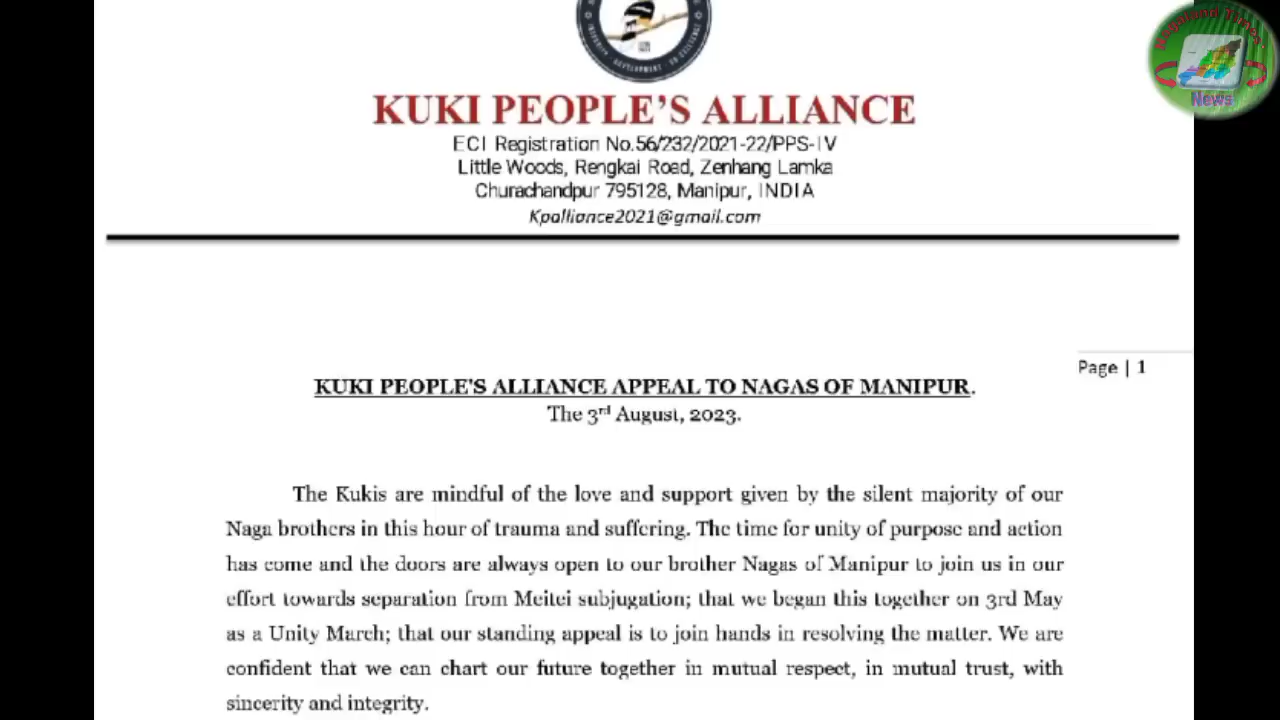 Nagaland Times
News
KUKI PEOPLE'S ALLIANCE
ECI Registration No.56/232/2021-22/PPS-IV
Little Woods, Rengkai Road, Zenhang Lamka
Churachandpur 795128, Manipur, INDIA
Kpalliance2021@gmail.com
Page | 1
KUKI PEOPLE'S ALLIANCE APPEAL TO NAGAS OF MANIPUR.
The 3rd August, 2023.
The Kukis are mindful of the love and support given by the silent majority of our
Naga brothers in this hour of trauma and suffering. The time for unity of purpose and action
has come and the doors are always open to our brother Nagas of Manipur to join us in our
effort towards separation from Meitei subjugation; that we began this together on 3rd May
as a Unity March; that our standing appeal is to join hands in resolving the matter. We are
confident that we can chart our future together in mutual respect, in mutual trust, with
sincerity and integrity.